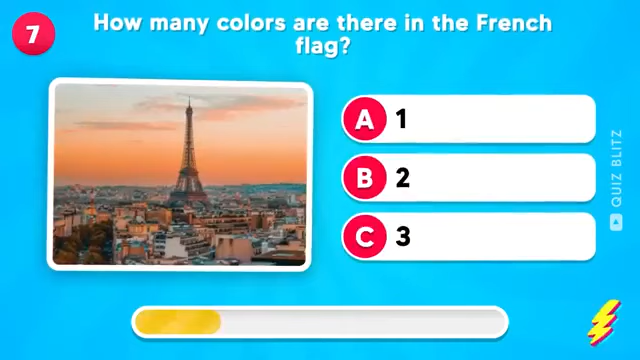 7
How many colors are there in the French
flag?
A 1
B 2
C 3
QUIZ BLITZ